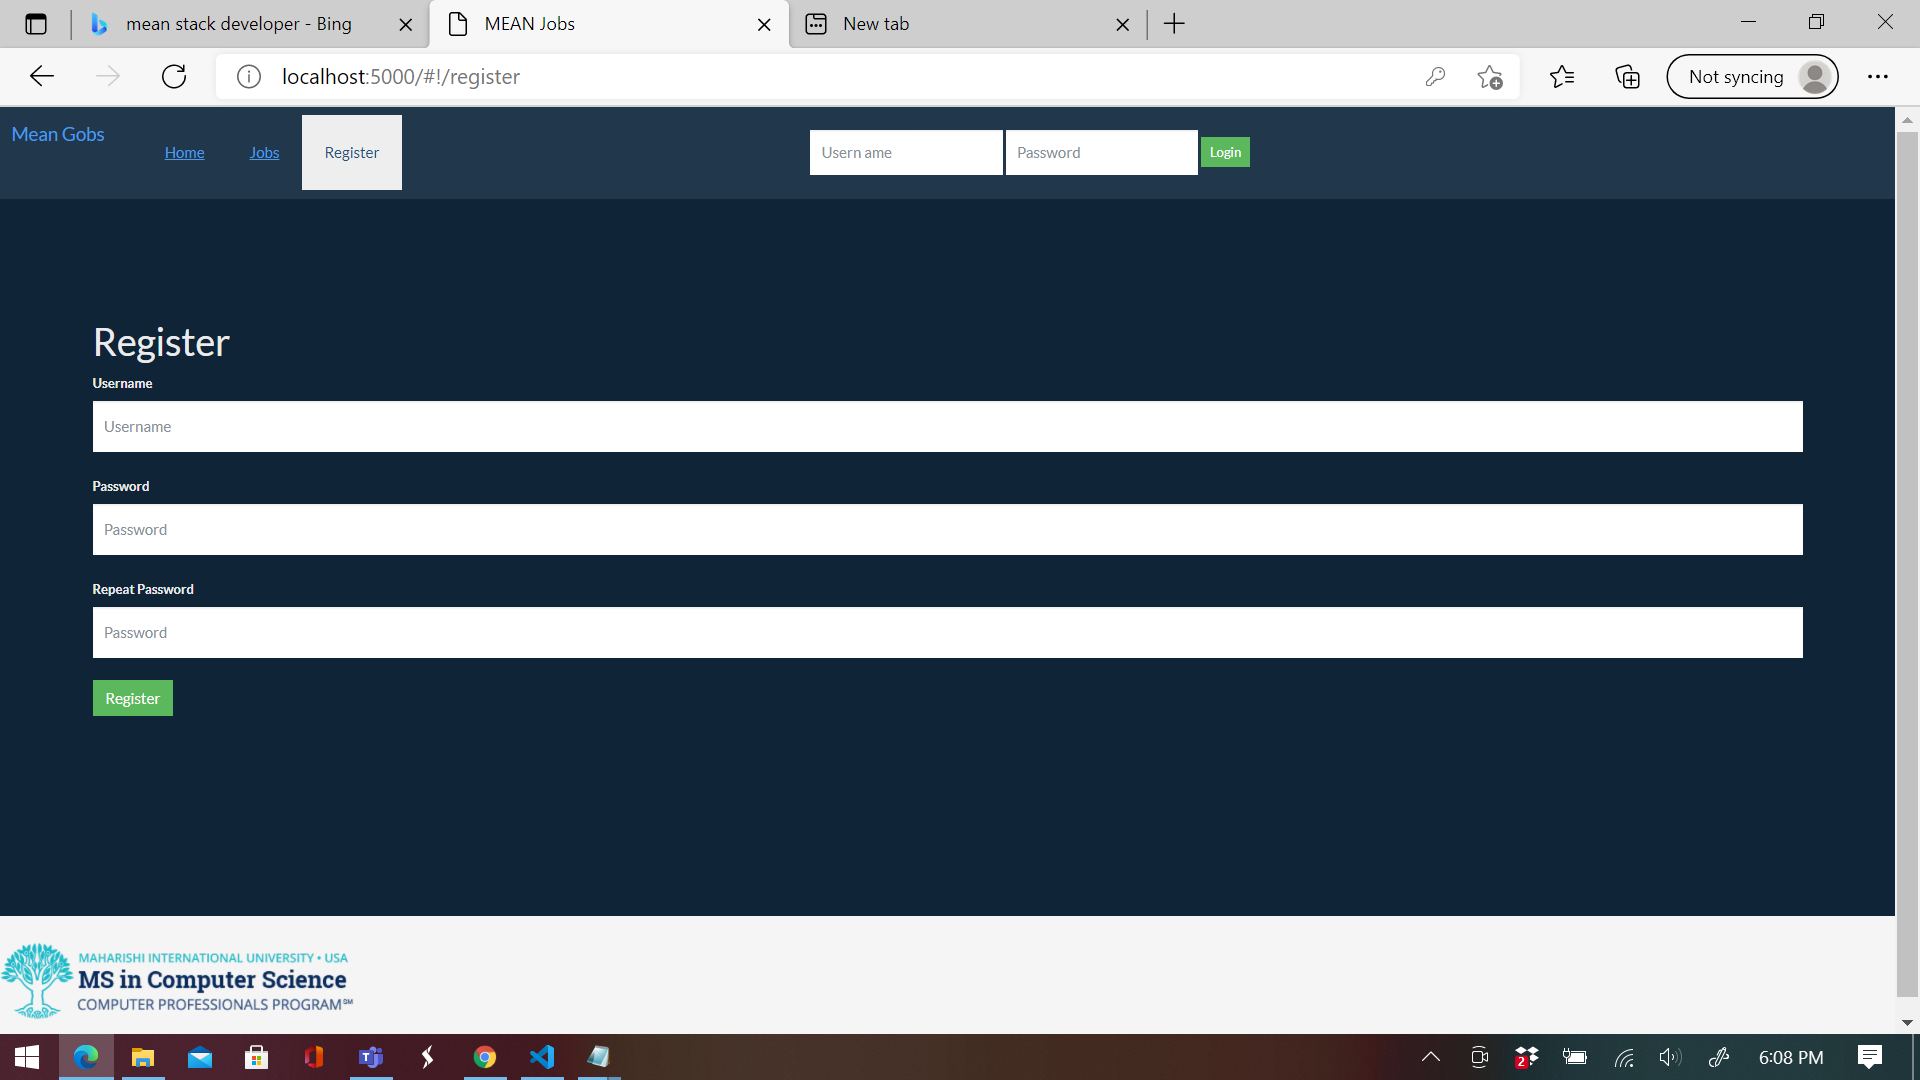 mean stack developer - Bing
MEAN Jobs
New tab
localhost:5000/#!/register
Not syncing
Mean Gobs
Home
Jobs
Register
Usern ame
Password
Login
Register
Username
Username
Password
Password
Repeat Password
Password
Register
MAHARISHI INTERNATIONAL UNIVERSITY • USA
MS in Computer Science
COMPUTER PROFESSIONALS PROGRAM℠
2
6:08 PM